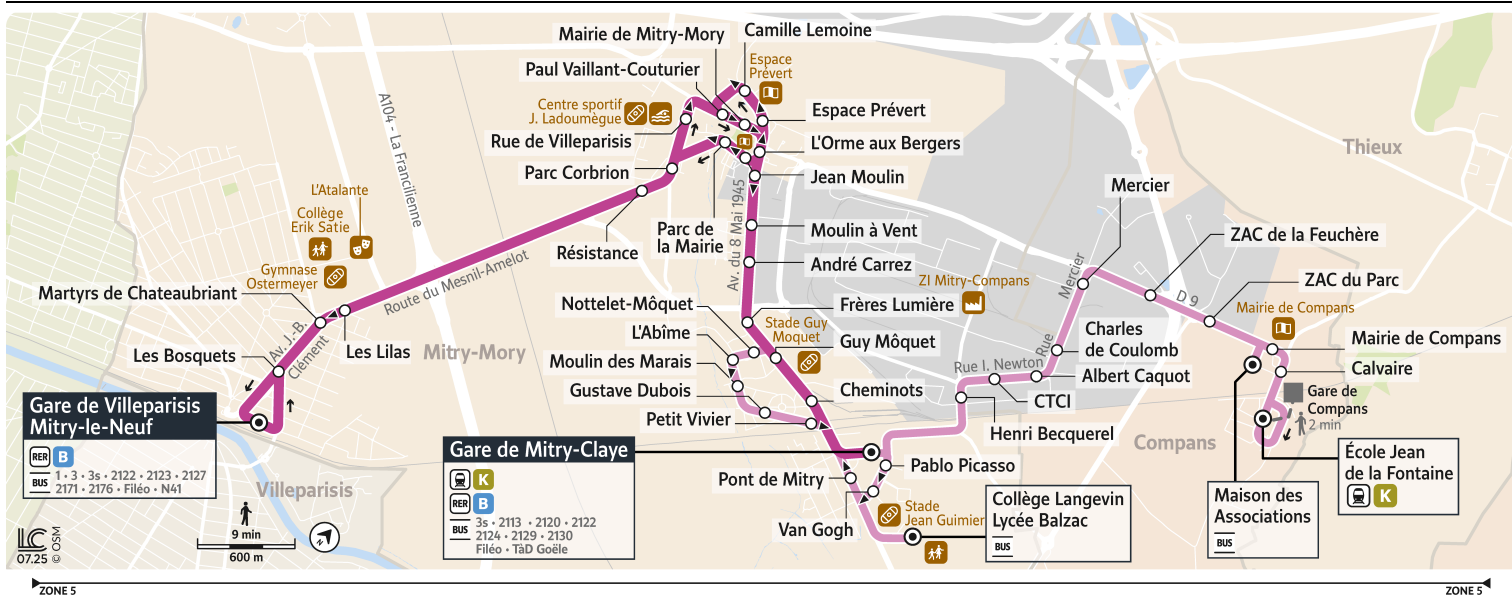 Camille Lemoine
Mairie de Mitry-Mory
Paul Vaillant-Couturier
Espace
Prévert
Centre sportif
J. Ladoumègue
Rue de Villeparisis
Parc Corbrion
Espace Prévert
L'Orme aux Bergers
Jean Moulin
A104 - La Francilienne
Thieux
Mercier
L'Atalante
Collège
Erik Satie
Gymnase
Ostermeyer
Résistance
Parc de
la Mairie
Av. du 8 Mai 1945
Moulin à Vent
André Carrez
ZAC de la Feuchère
ZI Mitry-Compans
ZAC du Parc
D 9
Rue Mercier
Martyrs de Chateaubriant
Route du Mesnil-Amelot
Nottelet-Môquet
Frères Lumière
Mairie de Compans
L'Abîme
Stade Guy
Moquet
Guy Môquet
Charles
de Coulomb
Mairie de Compans
Les Bosquets
Av. J.-B.
Clément
Les Lilas
Mitry-Mory
Moulin des Marais
Rue I. Newton
Albert Caquot
Calvaire
Gustave Dubois
Cheminots
CTCI
Gare de
Compans
2 min
Petit Vivier
Henri Becquerel
Compans
Gare de Villeparisis
Mitry-le-Neuf
RER B
BUS
1 • 3 • 3s • 2122 • 2123 • 2127
2171 • 2176 • Filéo • N41
Villeparisis
Gare de Mitry-Claye
K
RER B
BUS
3s • 2113 • 2120 • 2122
2124 • 2129 • 2130
Filéo • TàD Goële
Pont de Mitry
Pablo Picasso
Van Gogh
Stade
Jean Guimier
Collège Langevin
Lycée Balzac
BUS
Maison des
Associations
BUS
École Jean
de la Fontaine
K
LC
07.25
© OSM
9 min
600 m
ZONE 5
ZONE 5